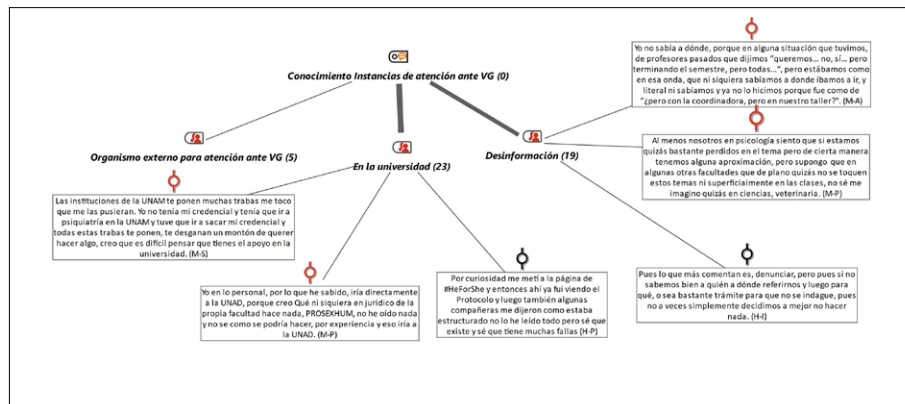 Conocimiento Instancias de atención ante VG (0)
Organismo externo para atención ante VG (5)
En la universidad (23)
Desinformación (19)
Yo no sabía a dónde, porque en alguna situación que tuvimos,
de profesores pasados que dijimos "queremos... no, sí... pero
terminando el semestre, pero todas...", pero estábamos como
en esa onda, que ni siquiera sabíamos a donde íbamos a ir, y
literal ni sabíamos y ya no lo hicimos porque fue como de
"¿pero con la coordinadora, pero en nuestro taller?". (M-A)
Al menos nosotros en psicología siento que si estamos
quizás bastante perdidos en el tema pero de cierta manera
tenemos alguna aproximación, pero supongo que en
algunas otras facultades que de plano quizás no se toquen
estos temas ni superficialmente en las clases, no sé me
imagino quizás en ciencias, veterinaria. (M-P)
Las instituciones de la UNAM te ponen muchas trabas me toco
que me las pusieran. Yo no tenía mi credencial y tenía que ir a
psiquiatría en la UNAM y tuve que ir a sacar mi credencial y
todas estas trabas te ponen, te desganan un montón de querer
hacer algo, creo que es difícil pensar que tienes el apoyo en la
universidad. (M-S)
Yo en lo personal, por lo que he sabido, iría directamente
a la UNAD, porque creo Qué ni siquiera en jurídico de la
propia facultad hace nada, PROSEXHUM, no he oído nada
y no se como se podría hacer, por experiencia y eso iría a
la UNAD. (M-P)
Por curiosidad me metí a la página de
#HeForShe y entonces ahí ya fui viendo el
Protocolo y luego también algunas
compañeras me dijeron como estaba
estructurado no lo he leído todo pero sé que
existe y sé que tiene muchas fallas (H-P)
Pues lo que más comentan es, denunciar, pero pues si no
sabemos bien a quién a dónde referirnos y luego para
qué, o sea bastante trámite para que no se indague, pues
no a veces simplemente decidimos a mejor no hacer
nada. (H-I)